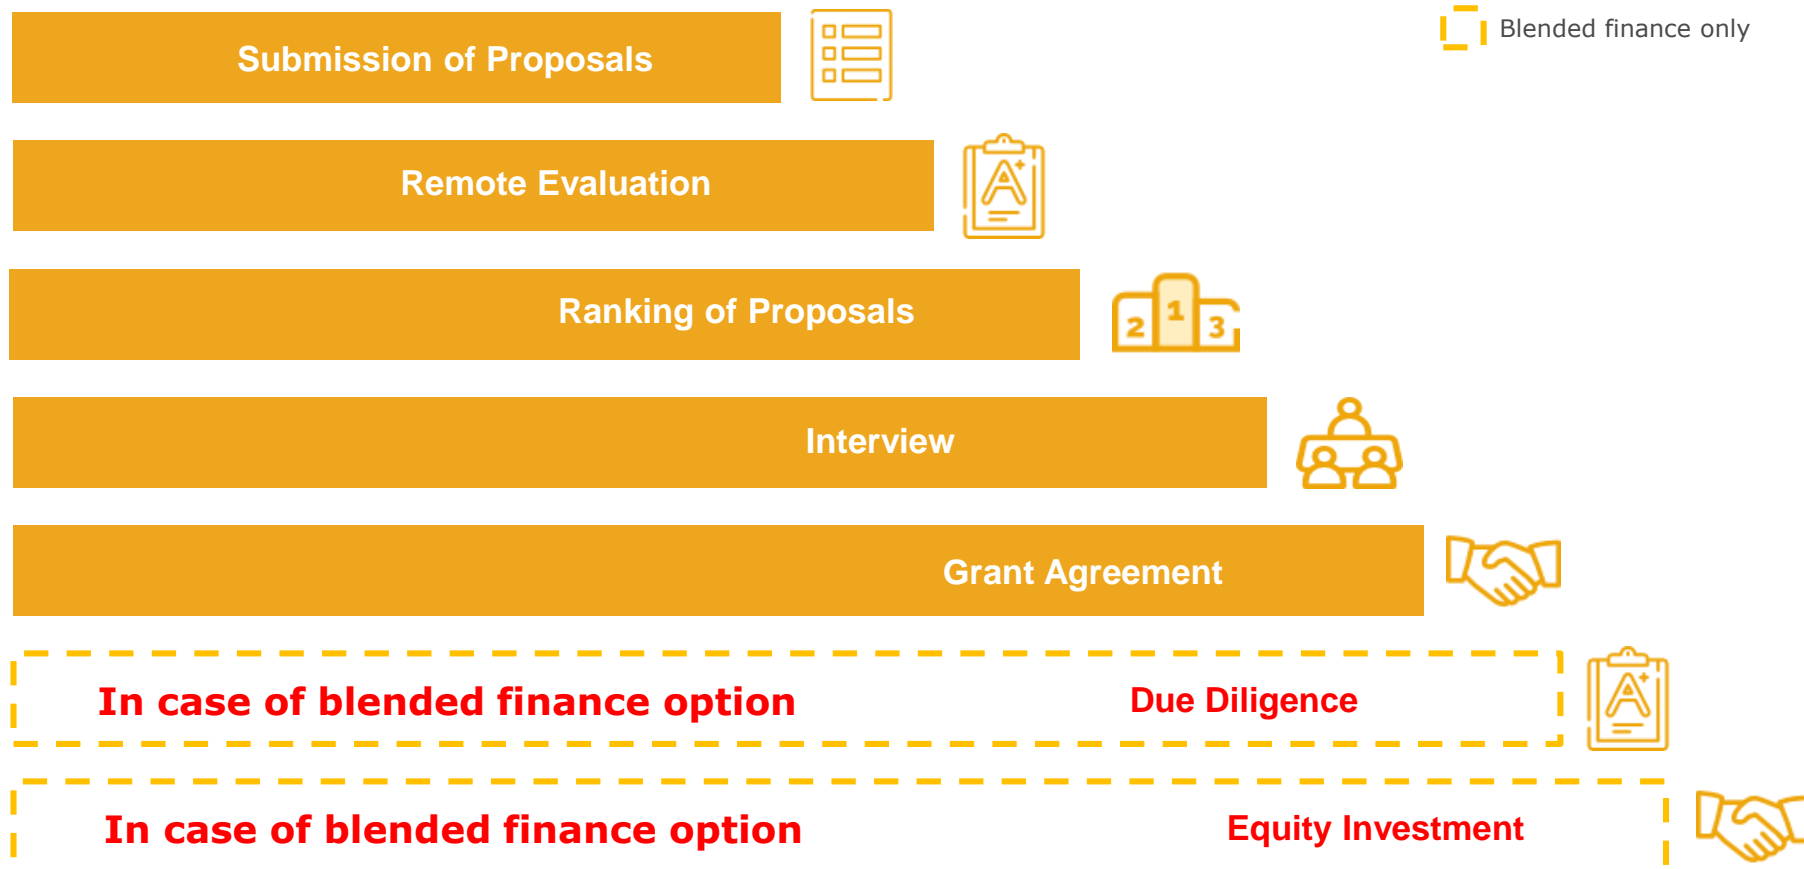 Blended finance only
Submission of Proposals
Remote Evaluation
A+
Ranking of Proposals
2 1 3
Interview
Grant Agreement
In case of blended finance option Due Diligence
A+
In case of blended finance option Equity Investment